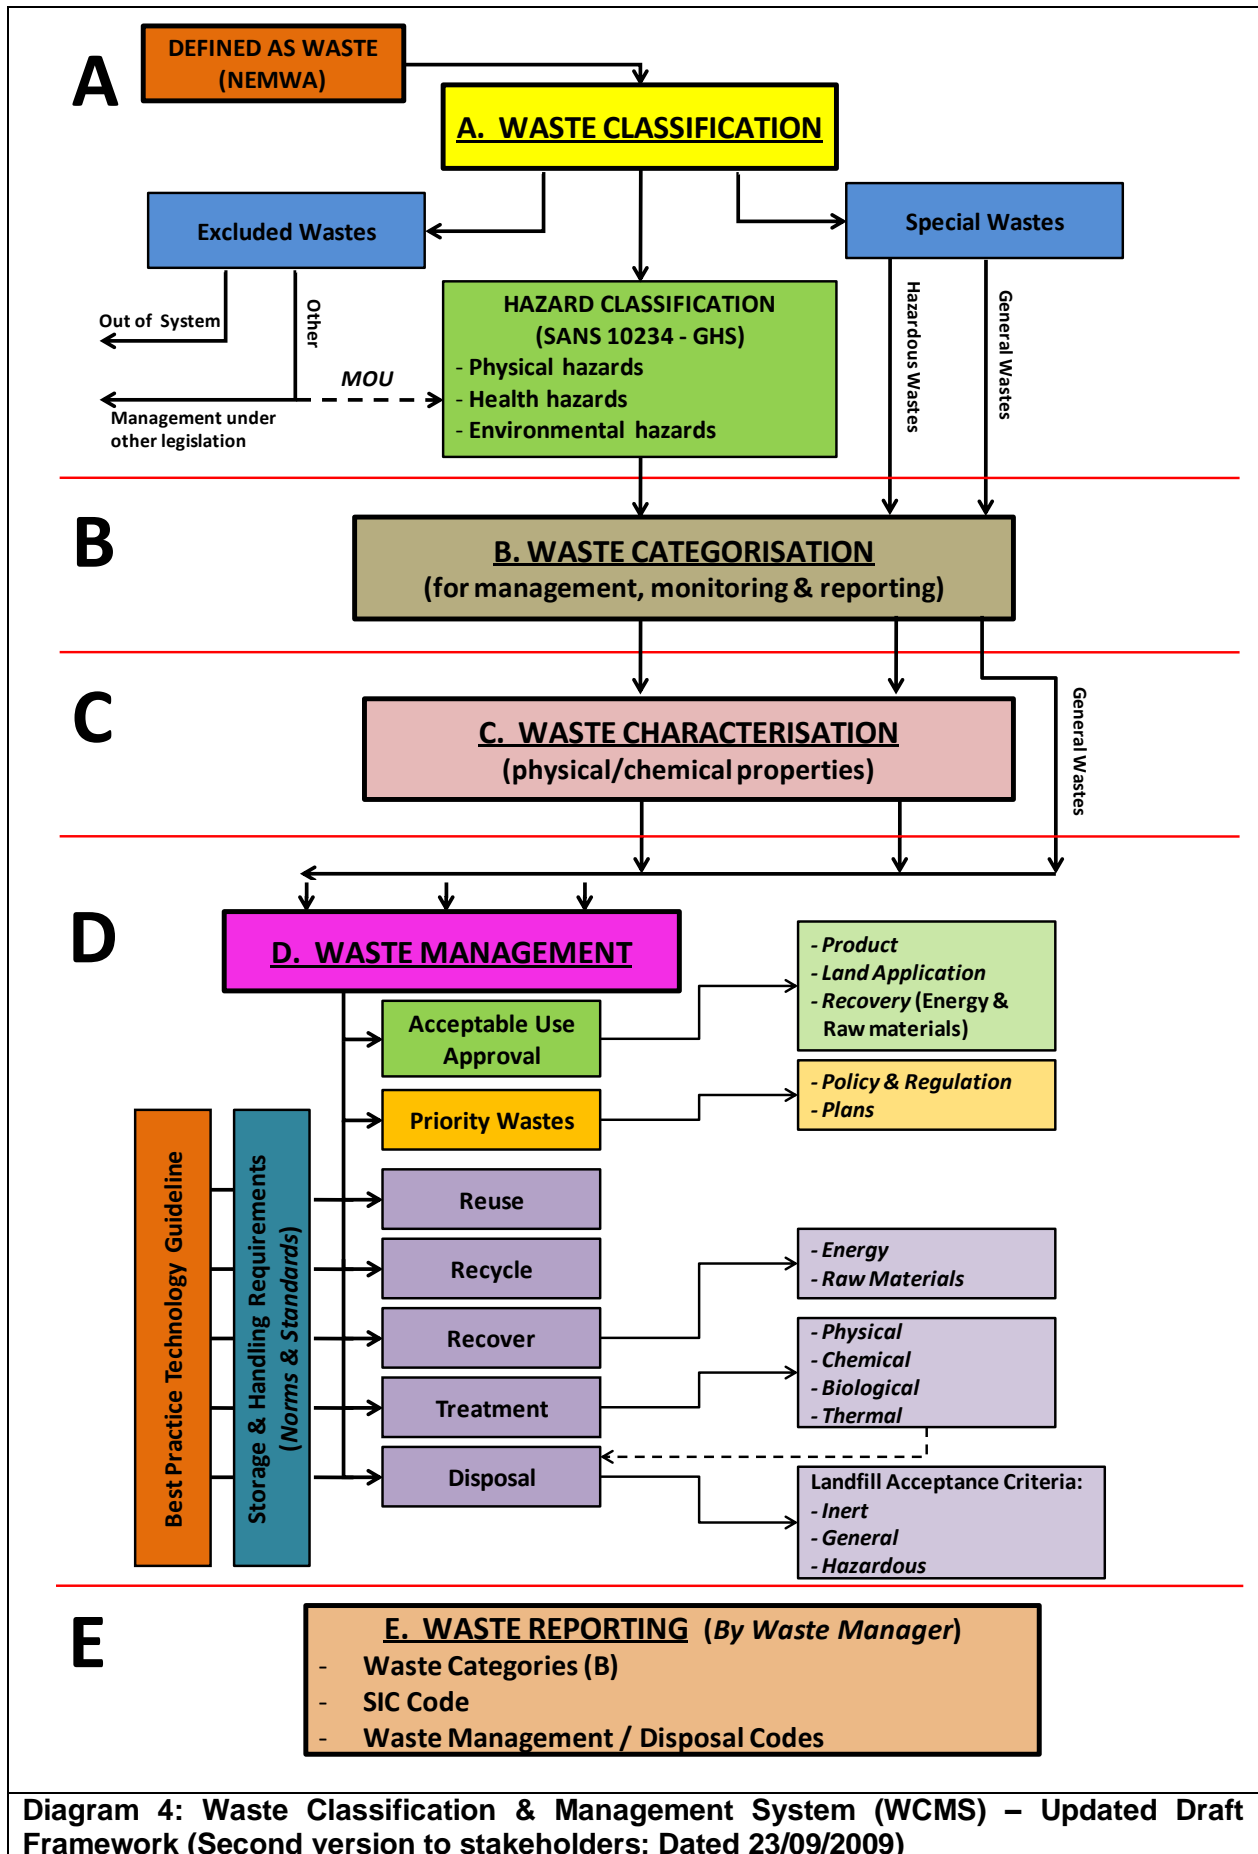 A
DEFINED AS WASTE
(NEMWA)
A.  WASTE CLASSIFICATION
Excluded Wastes
Special Wastes
Out of System
Other
MOU
Management under
other legislation
HAZARD CLASSIFICATION
(SANS 10234 - GHS)
- Physical hazards
- Health hazards
- Environmental hazards
Hazardous Wastes
General Wastes
B
B. WASTE CATEGORISATION
(for management, monitoring & reporting)
C
C.  WASTE CHARACTERISATION
(physical/chemical properties)
General Wastes
D
D.  WASTE MANAGEMENT
Acceptable Use
Approval
- Product
- Land Application
- Recovery (Energy &
Raw materials)
Priority Wastes
- Policy & Regulation
- Plans
Best Practice Technology Guideline
Storage & Handling Requirements
(Norms & Standards)
Reuse
Recycle
Recover
Treatment
Disposal
- Energy
- Raw Materials
- Physical
- Chemical
- Biological
- Thermal
Landfill Acceptance Criteria:
- Inert
- General
- Hazardous
E
E.  WASTE REPORTING (By Waste Manager)
- Waste Categories (B)
- SIC Code
- Waste Management / Disposal Codes
Diagram 4: Waste Classification & Management System (WCMS) – Updated Draft
Framework (Second version to stakeholders: Dated 23/09/2009)